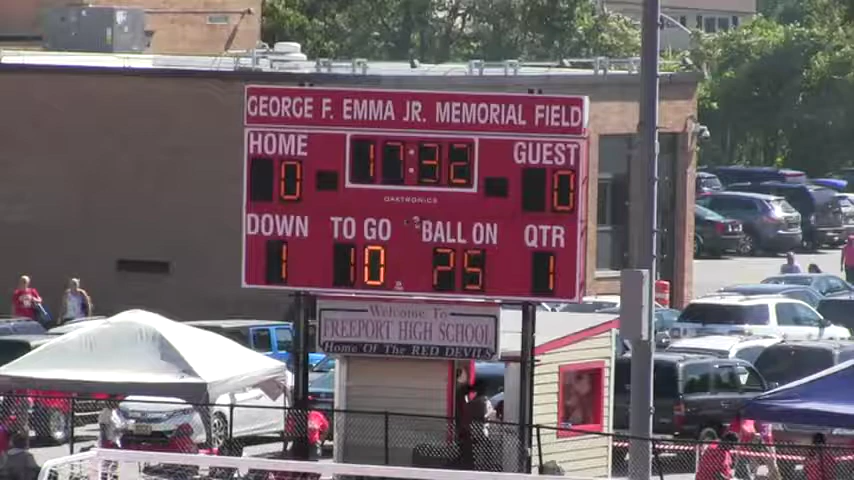 GEORGE F. EMMA JR. MEMORIAL FIELD
HOME 11:32 GUEST
0 0
DAKTRONICS
DOWN TO GO BALL ON QTR
1 10 25 1
Welcome To
FREEPORT HIGH SCHOOL
Home Of The RED DEVILS